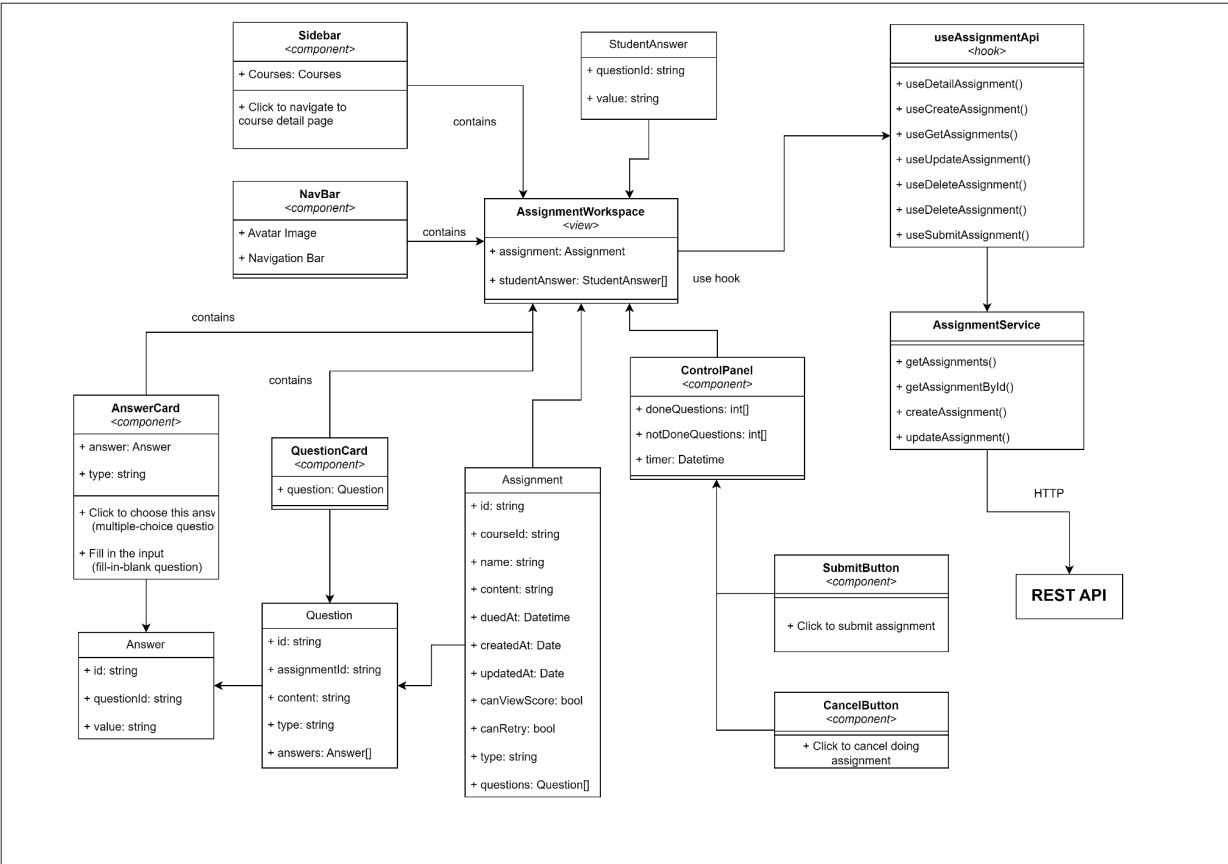 Sidebar
<component>
+ Courses: Courses
+ Click to navigate to
course detail page
contains
StudentAnswer
+ questionId: string
+ value: string
useAssignmentApi
<hook>
+ useDetailAssignment()
+ useCreateAssignment()
+ useGetAssignments()
+ useUpdateAssignment()
+ useDeleteAssignment()
+ useDeleteAssignment()
+ useSubmitAssignment()
NavBar
<component>
+ Avatar Image
+ Navigation Bar
contains
AssignmentWorkspace
<view>
+ assignment: Assignment
+ studentAnswer: StudentAnswer[]
use hook
AssignmentService
+ getAssignments()
+ getAssignmentById()
+ createAssignment()
+ updateAssignment()
contains
contains
ControlPanel
<component>
+ doneQuestions: int[]
+ notDoneQuestions: int[]
+ timer: Datetime
AnswerCard
<component>
+ answer: Answer
+ type: string
+ Click to choose this answ
(multiple-choice questio
+ Fill in the input
(fill-in-blank question)
QuestionCard
<component>
+ question: Question
Assignment
+ id: string
+ courseId: string
+ name: string
+ content: string
+ duedAt: Datetime
+ createdAt: Date
+ updatedAt: Date
+ canViewScore: bool
+ canRetry: bool
+ type: string
+ questions: Question[]
HTTP
REST API
SubmitButton
<component>
+ Click to submit assignment
Question
+ id: string
+ assignmentId: string
+ content: string
+ type: string
+ answers: Answer[]
Answer
+ id: string
+ questionId: string
+ value: string
CancelButton
<component>
+ Click to cancel doing
assignment